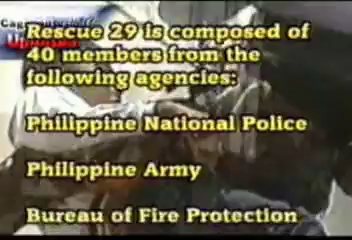 Rescue 29 is composed of
40 members from the
following agencies:
Philippine National Police
Philippine Army
Bureau of Fire Protection